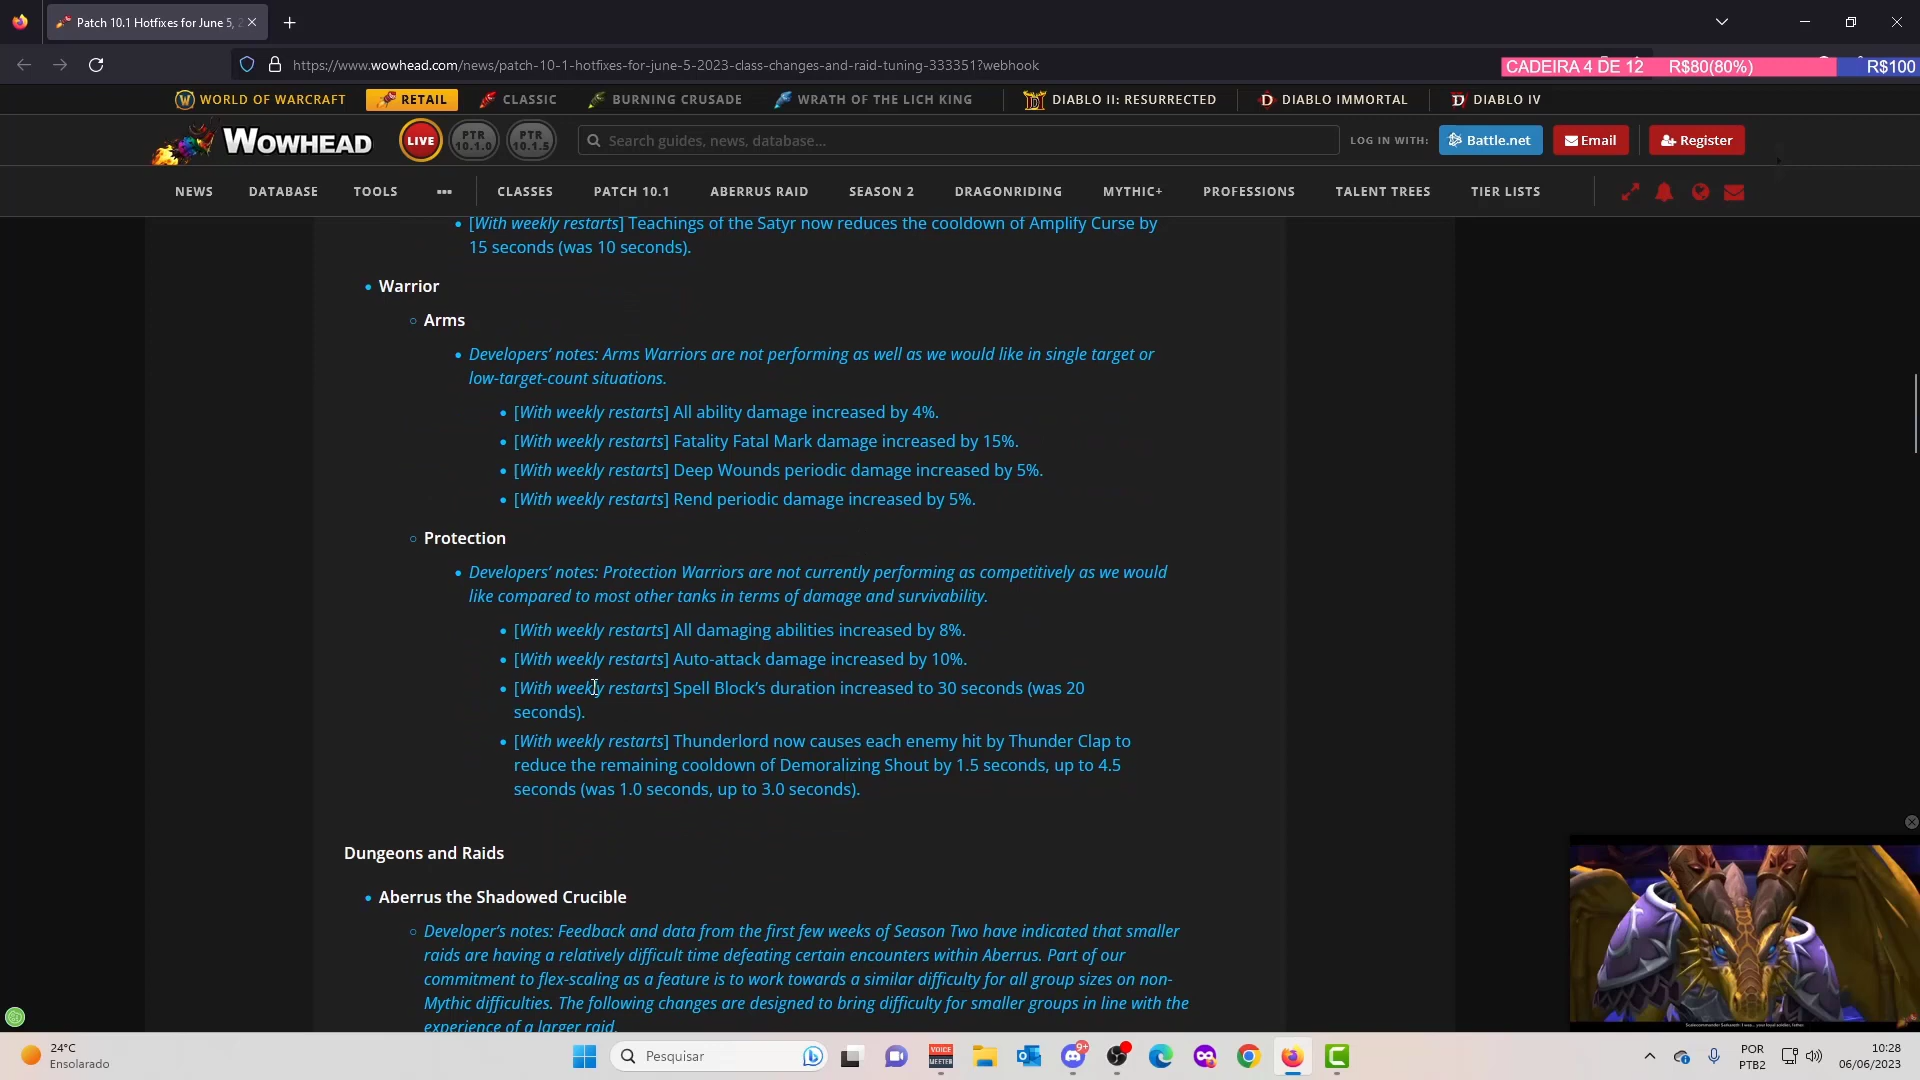 Patch 10.1 Hotfixes for June 5, 2
https://www.wowhead.com/news/patch-10-1-hotfixes-for-june-5-2023-class-changes-and-raid-tuning-333351?webhook
CADEIRA 4 DE 12 R$80(80%) R$100
WORLD OF WARCRAFT RETAIL CLASSIC BURNING CRUSADE WRATH OF THE LICH KING DIABLO II: RESURRECTED DIABLO IMMORTAL DIABLO IV
WOWHEAD LIVE PTR 10.1.0 PTR 10.1.5 Search guides, news, database... LOG IN WITH: Battle.net Email Register
NEWS DATABASE TOOLS ••• CLASSES PATCH 10.1 ABERRUS RAID SEASON 2 DRAGONRIDING MYTHIC+ PROFESSIONS TALENT TREES TIER LISTS
[With weekly restarts] Teachings of the Satyr now reduces the cooldown of Amplify Curse by
15 seconds (was 10 seconds).
Warrior
Arms
Developers’ notes: Arms Warriors are not performing as well as we would like in single target or
low-target-count situations.
[With weekly restarts] All ability damage increased by 4%.
[With weekly restarts] Fatality Fatal Mark damage increased by 15%.
[With weekly restarts] Deep Wounds periodic damage increased by 5%.
[With weekly restarts] Rend periodic damage increased by 5%.
Protection
Developers’ notes: Protection Warriors are not currently performing as competitively as we would
like compared to most other tanks in terms of damage and survivability.
[With weekly restarts] All damaging abilities increased by 8%.
[With weekly restarts] Auto-attack damage increased by 10%.
[With weekly restarts] Spell Block’s duration increased to 30 seconds (was 20
seconds).
[With weekly restarts] Thunderlord now causes each enemy hit by Thunder Clap to
reduce the remaining cooldown of Demoralizing Shout by 1.5 seconds, up to 4.5
seconds (was 1.0 seconds, up to 3.0 seconds).
Dungeons and Raids
Aberrus the Shadowed Crucible
Developer’s notes: Feedback and data from the first few weeks of Season Two have indicated that smaller
raids are having a relatively difficult time defeating certain encounters within Aberrus. Part of our
commitment to flex-scaling as a feature is to work towards a similar difficulty for all group sizes on non-
Mythic difficulties. The following changes are designed to bring difficulty for smaller groups in line with the
experience of a larger raid.
24°C
Ensolarado
Pesquisar
VOICE MEETER
9+
POR
PTB2
10:28
06/06/2023